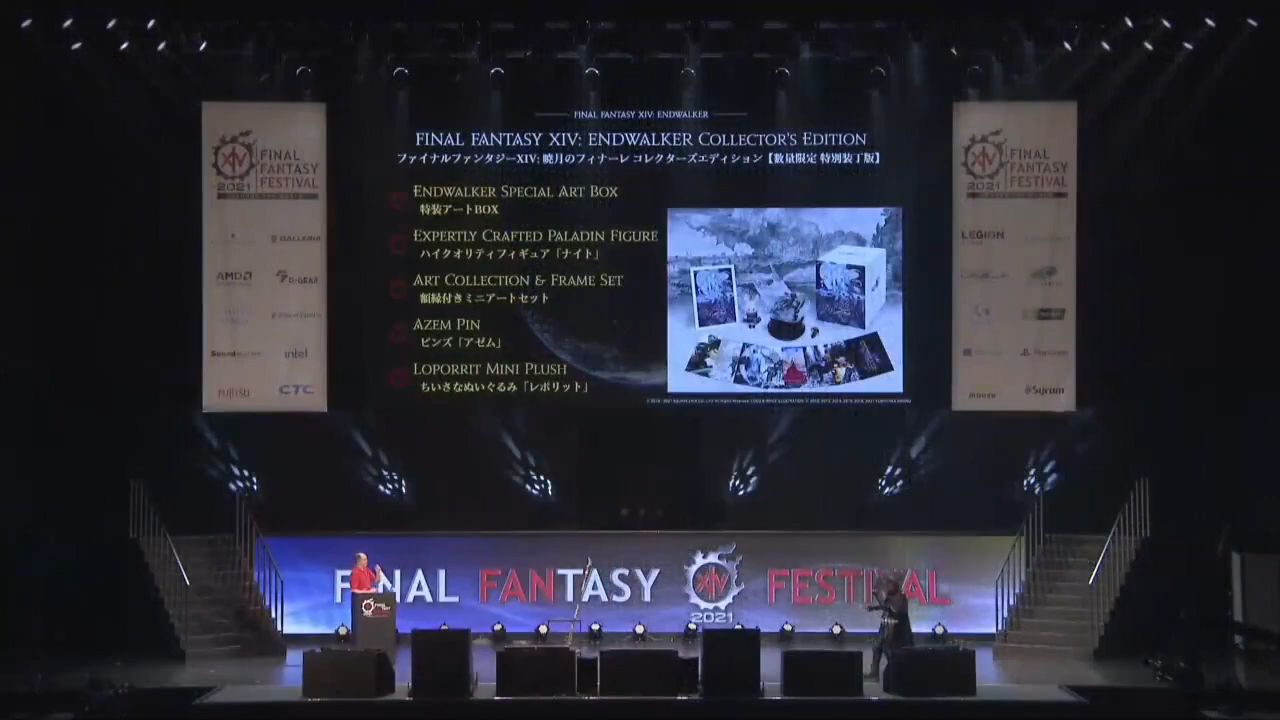 FINAL FANTASY XIV: ENDWALKER
FINAL FANTASY XIV: ENDWALKER COLLECTOR'S EDITION
ファイナルファンタジーXIV: 暁月のフィナーレ コレクターズエディション【数量限定 特別装丁版】
ENDWALKER SPECIAL ART BOX
特装アートBOX
EXPERTLY CRAFTED PALADIN FIGURE
ハイクオリティフィギュア「ナイト」
ART COLLECTION & FRAME SET
額縁付きミニアートセット
AZEM PIN
ピンズ「アゼム」
LOPORRIT MINI PLUSH
ちいさなぬいぐるみ「レポリット」
XIV
2021
FINAL
FANTASY
FESTIVAL
GALLERIA
AMD
G-GEAR
intel
FUJITSU
CTC
XIV
2021
FINAL
FANTASY
FESTIVAL
LEGION
mouse
Sycom
FINAL FANTASY XIV FESTIVAL
2021